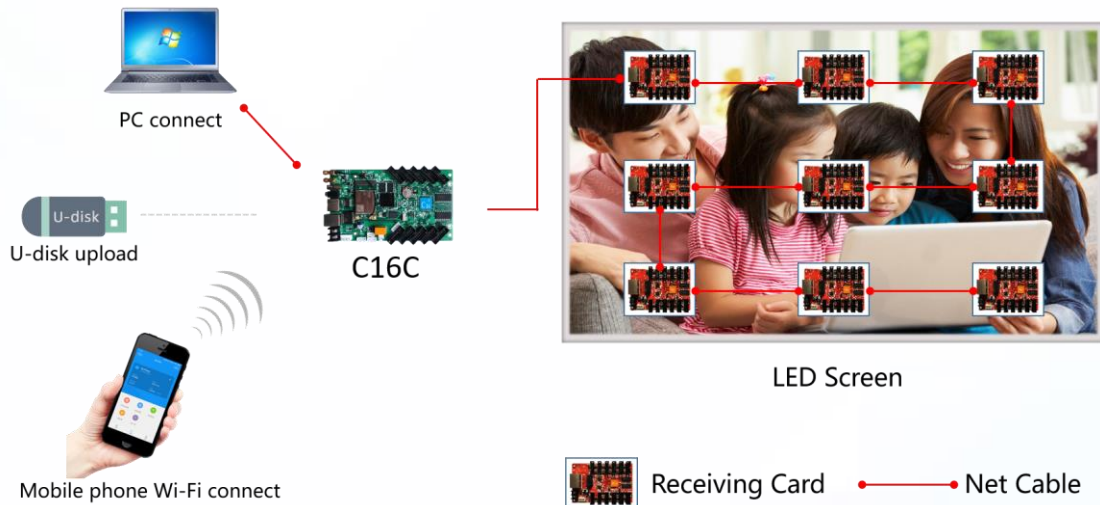 PC connect
U-disk
U-disk upload
C16C
Mobile phone Wi-Fi connect
LED Screen
Receiving Card
Net Cable